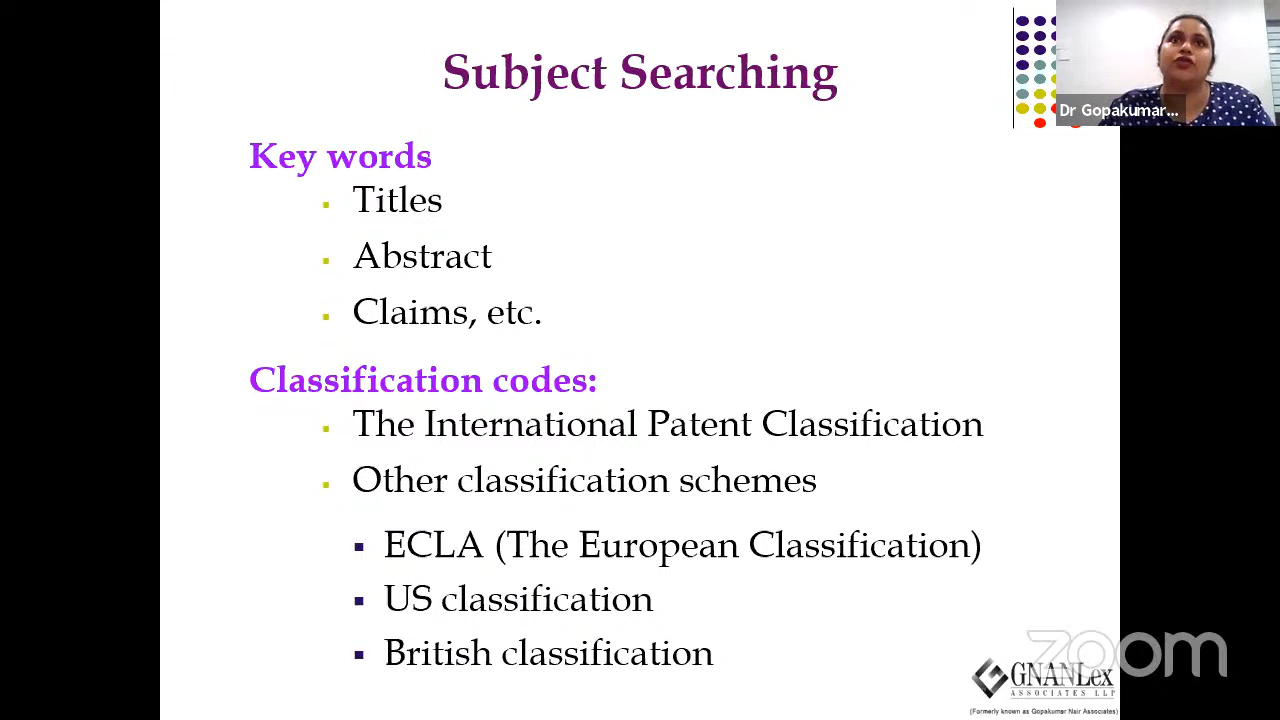 Subject Searching
Dr Gopakumar...
Key words
Titles
Abstract
Claims, etc.
Classification codes:
The International Patent Classification
Other classification schemes
ECLA (The European Classification)
US classification
British classification
zoom
GNANLex
ASSOCIATES LLP
(Formerly known as Gopakumar Nair Associates)